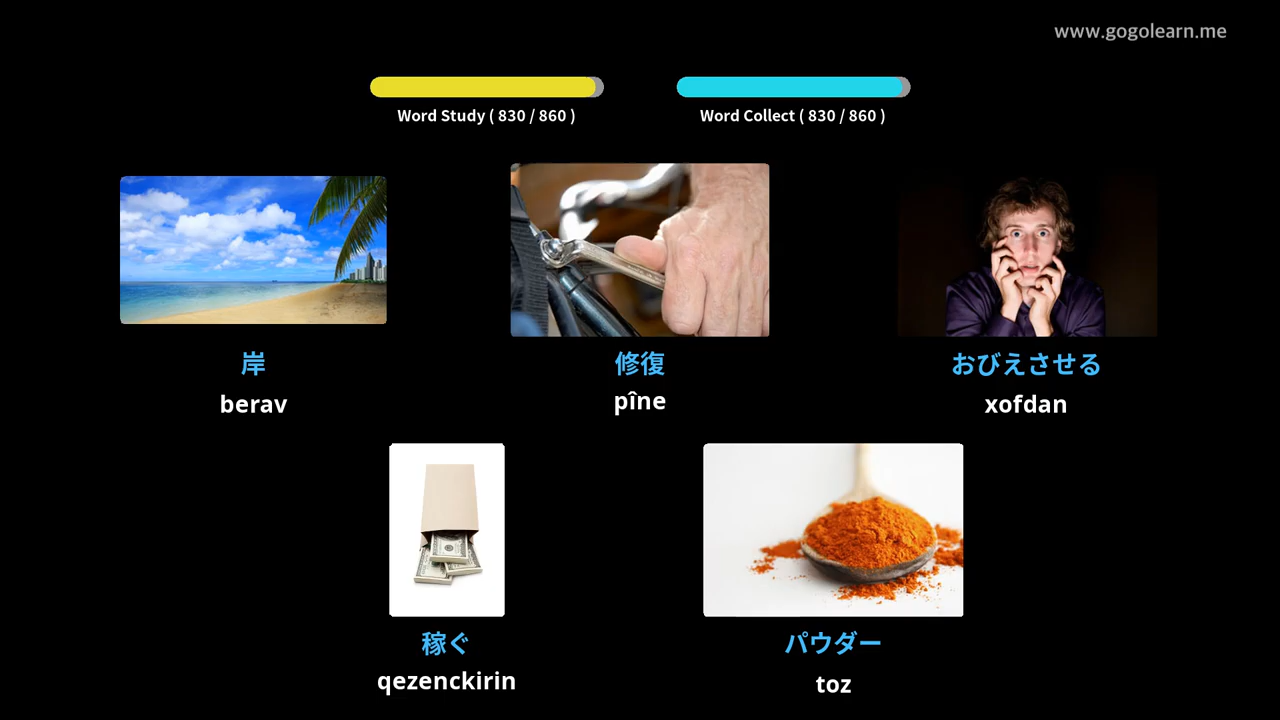 www.gogolearn.me
Word Study ( 830 / 860 )
Word Collect ( 830 / 860 )
岸
berav
修復
pîne
おびえさせる
xofdan
稼ぐ
qezenckirin
パウダー
toz